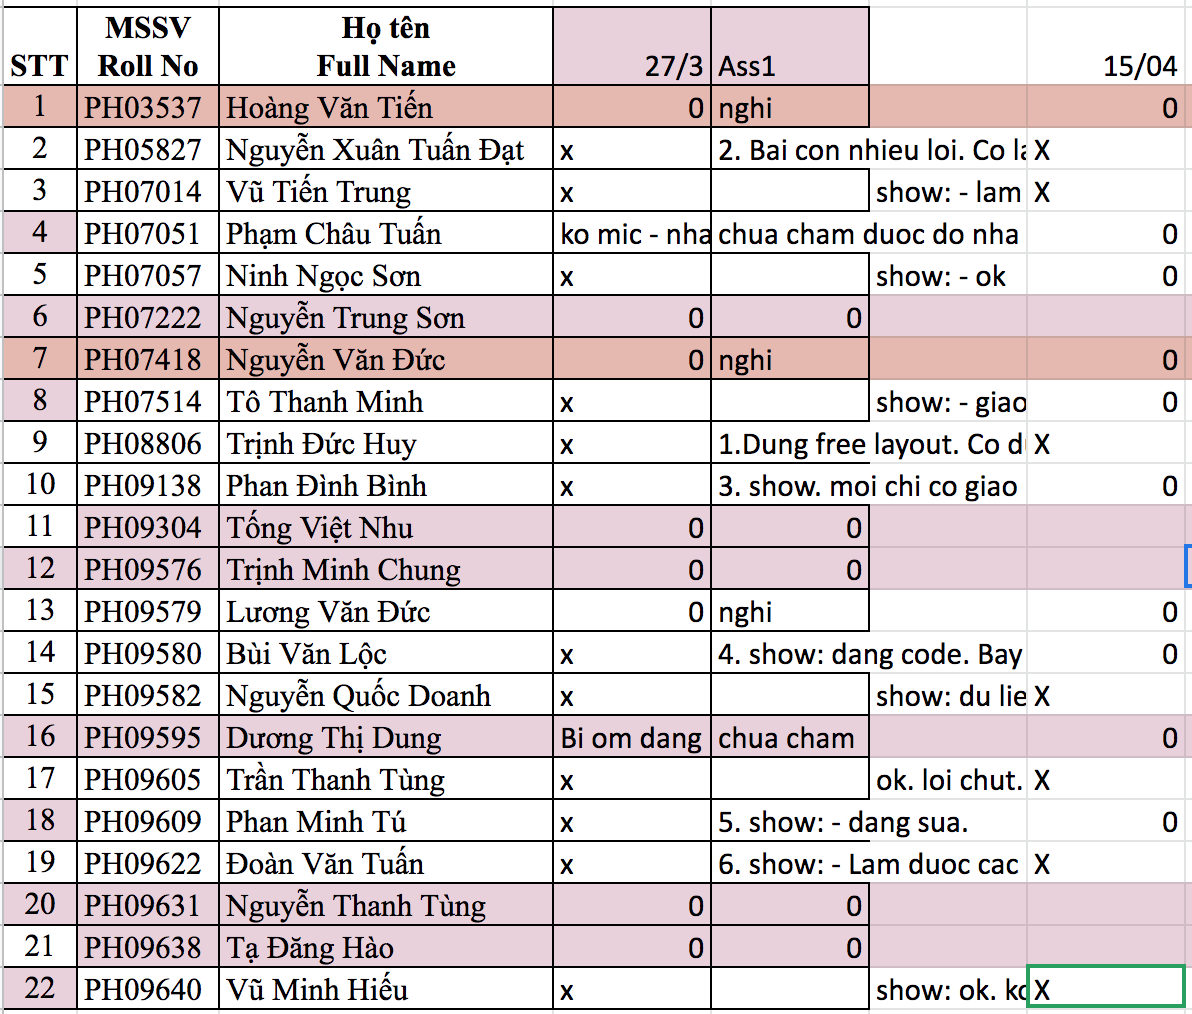 STT MSSV Roll No Họ tên Full Name 27/3 Ass1 15/04
1 PH03537 Hoàng Văn Tiến 0 nghi 0
2 PH05827 Nguyễn Xuân Tuấn Đạt x 2. Bai con nhieu loi. Co la X
3 PH07014 Vũ Tiến Trung x show: - lam X
4 PH07051 Phạm Châu Tuấn ko mic - nha chua cham duoc do nha 0
5 PH07057 Ninh Ngọc Sơn x show: - ok 0
6 PH07222 Nguyễn Trung Sơn 0 0
7 PH07418 Nguyễn Văn Đức 0 nghi 0
8 PH07514 Tô Thanh Minh x show: - giao 0
9 PH08806 Trịnh Đức Huy x 1.Dung free layout. Co d X
10 PH09138 Phan Đình Bình x 3. show. moi chi co giao 0
11 PH09304 Tống Việt Nhu 0 0
12 PH09576 Trịnh Minh Chung 0 0
13 PH09579 Lương Văn Đức 0 nghi 0
14 PH09580 Bùi Văn Lộc x 4. show: dang code. Bay 0
15 PH09582 Nguyễn Quốc Doanh x show: du lie X
16 PH09595 Dương Thị Dung Bi om dang chua cham 0
17 PH09605 Trần Thanh Tùng x ok. loi chut. X
18 PH09609 Phan Minh Tú x 5. show: - dang sua. 0
19 PH09622 Đoàn Văn Tuấn x 6. show: - Lam duoc cac X
20 PH09631 Nguyễn Thanh Tùng 0 0
21 PH09638 Tạ Đăng Hào 0 0
22 PH09640 Vũ Minh Hiếu x show: ok. ko X